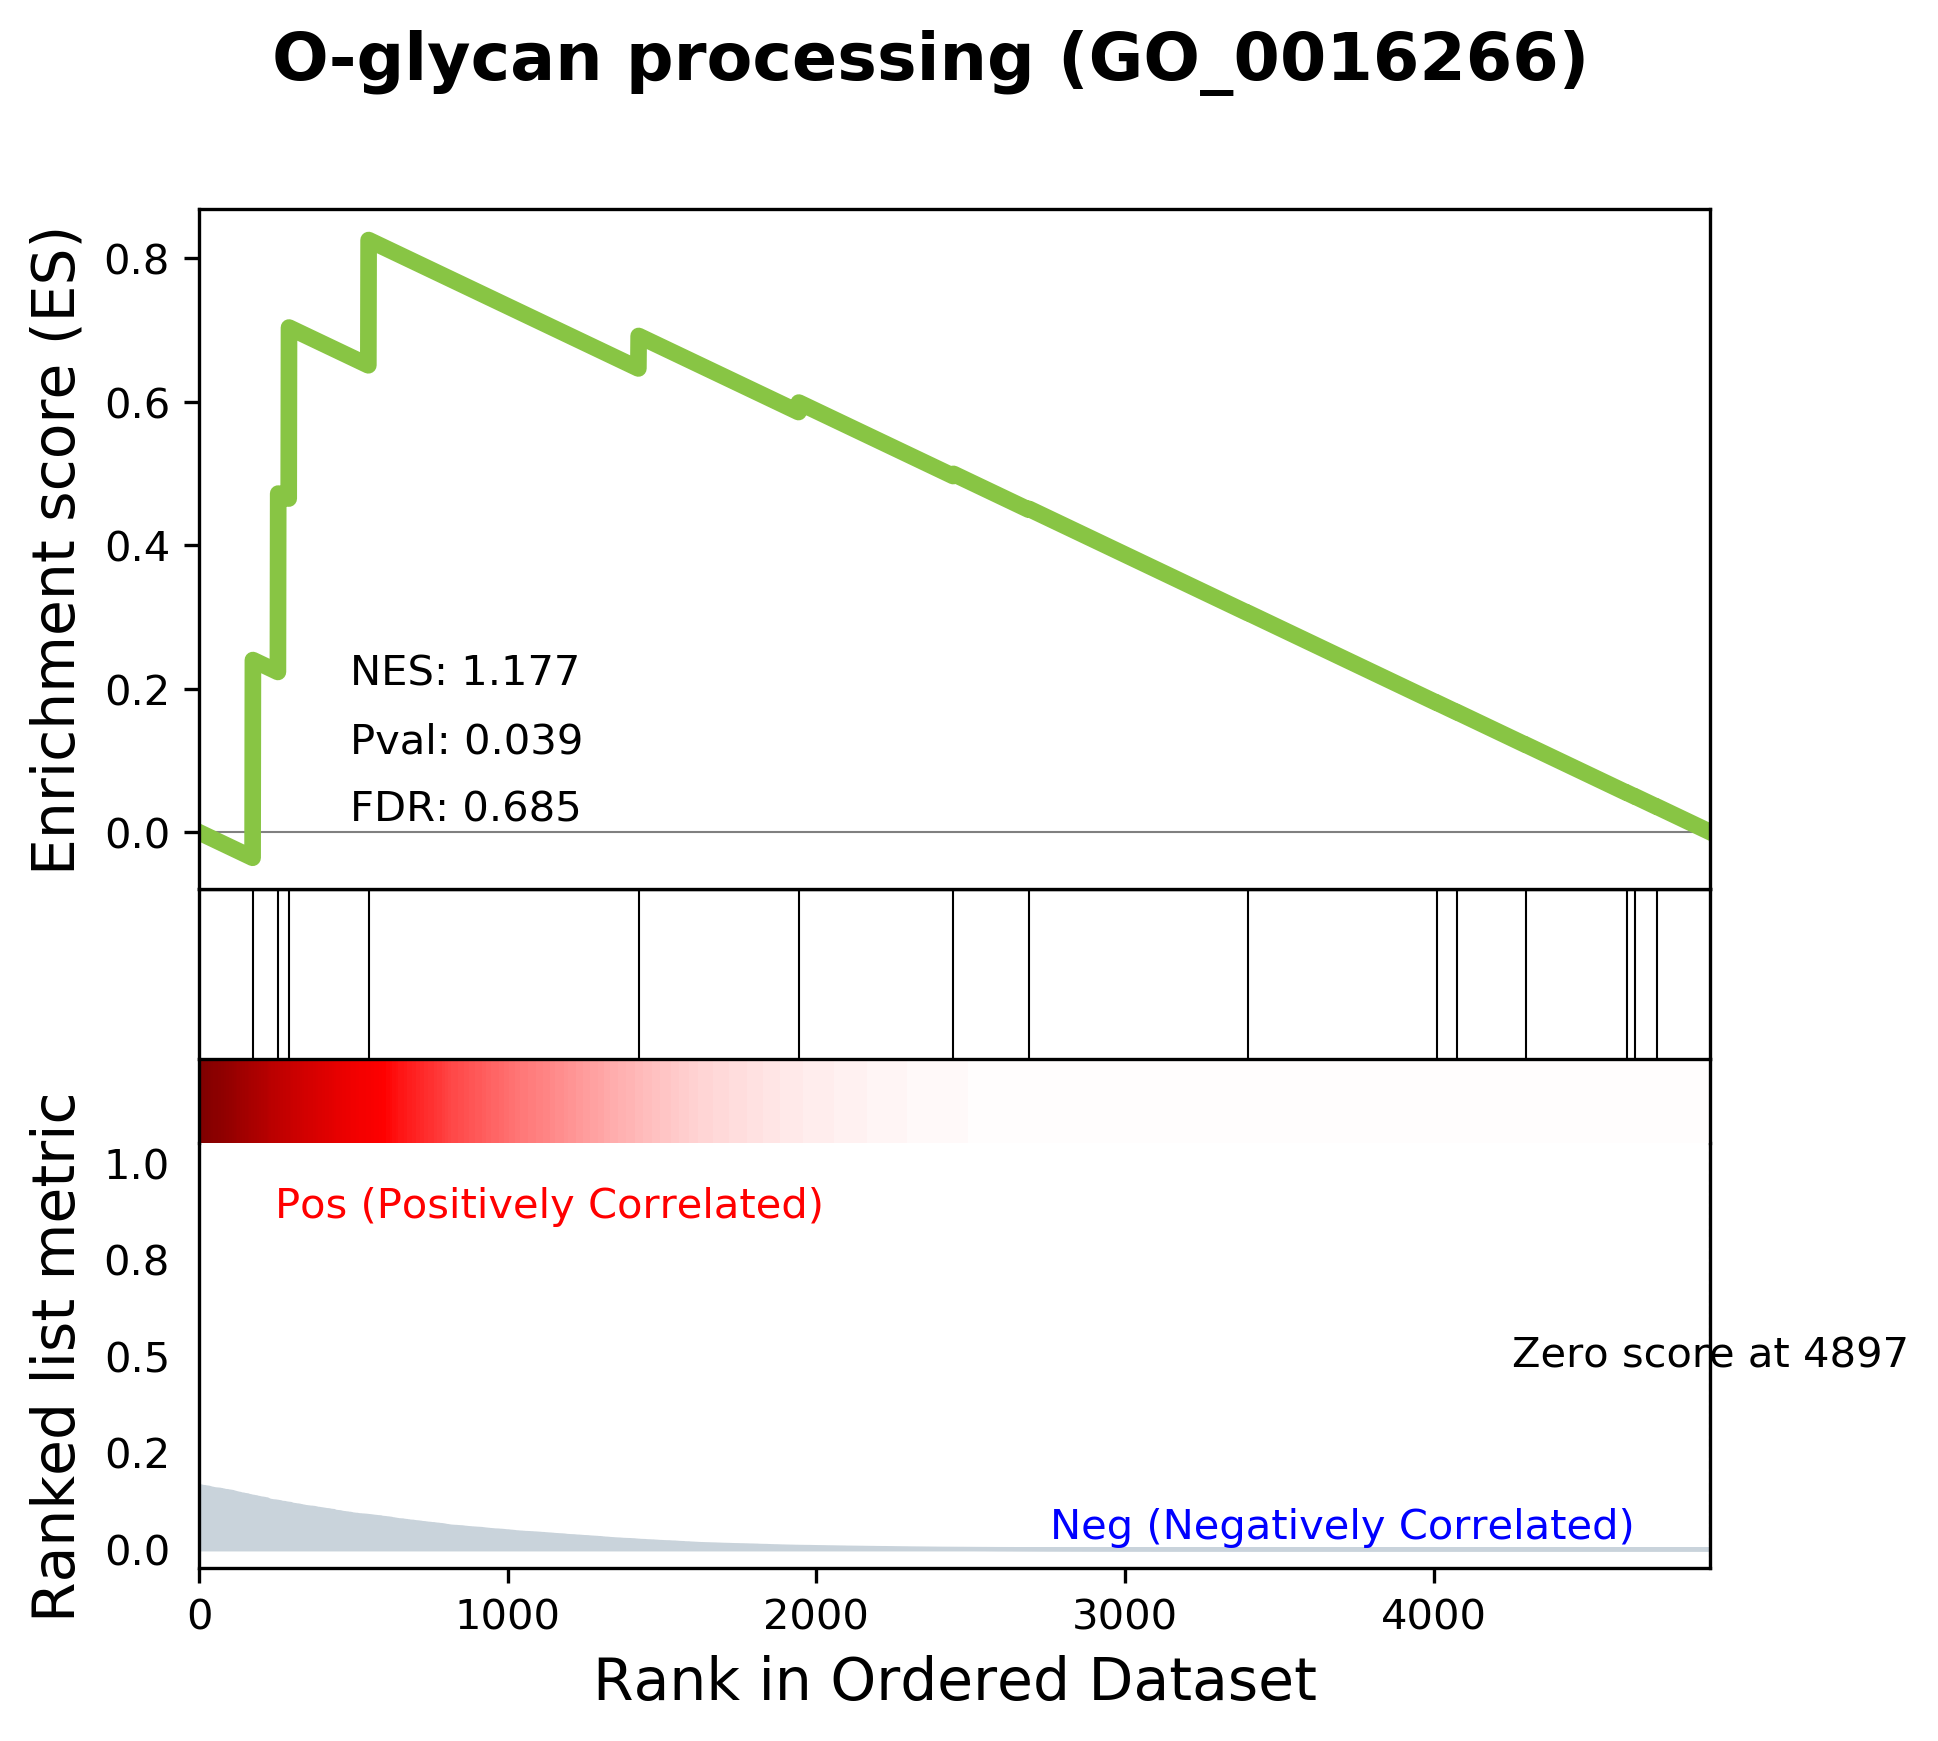 O-glycan processing (GO_0016266)
Enrichment score (ES)
0.8
0.6
0.4
0.2
0.0
NES: 1.177
Pval: 0.039
FDR: 0.685
Ranked list metric
1.0
0.8
0.5
0.2
0.0
Pos (Positively Correlated)
Zero score at 4897
Neg (Negatively Correlated)
0 1000 2000 3000 4000
Rank in Ordered Dataset